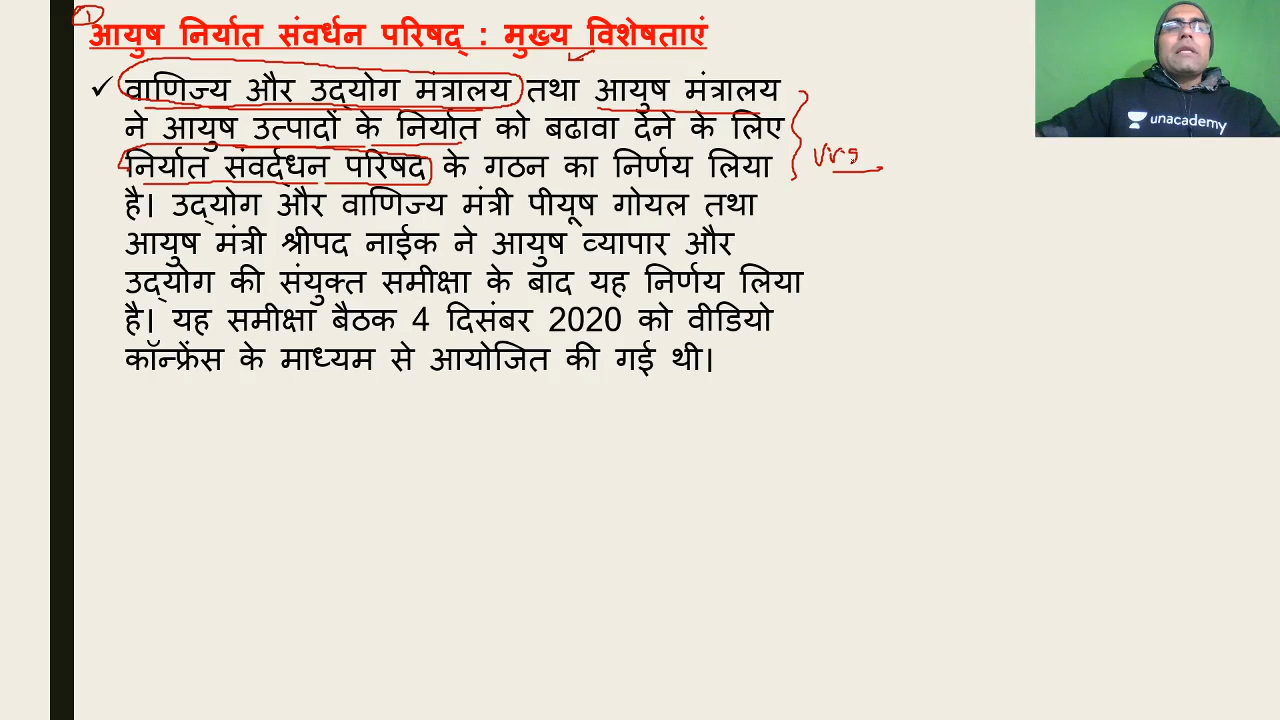 1
आयुष निर्यात संवर्धन परिषद् : मुख्य विशेषताएं
✓ वाणिज्य और उद्योग मंत्रालय तथा आयुष मंत्रालय
ने आयुष उत्पादों के निर्यात को बढावा देने के लिए
निर्यात संवर्द्धन परिषद के गठन का निर्णय लिया
है। उद्योग और वाणिज्य मंत्री पीयूष गोयल तथा
आयुष मंत्री श्रीपद नाईक ने आयुष व्यापार और
उद्योग की संयुक्त समीक्षा के बाद यह निर्णय लिया
है। यह समीक्षा बैठक 4 दिसंबर 2020 को वीडियो
कॉन्फ्रेंस के माध्यम से आयोजित की गई थी।
unacademy